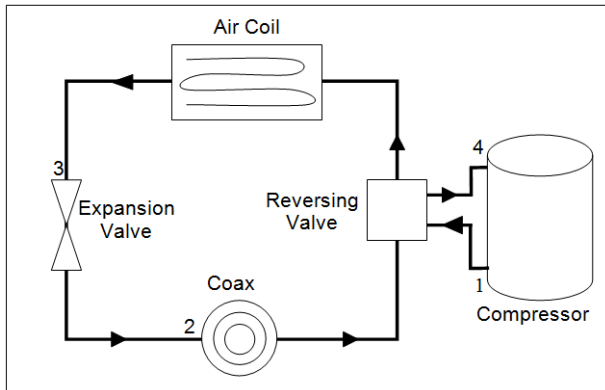 Air Coil
4
3
Reversing
Valve
Expansion
Valve
Coax
1
2
Compressor